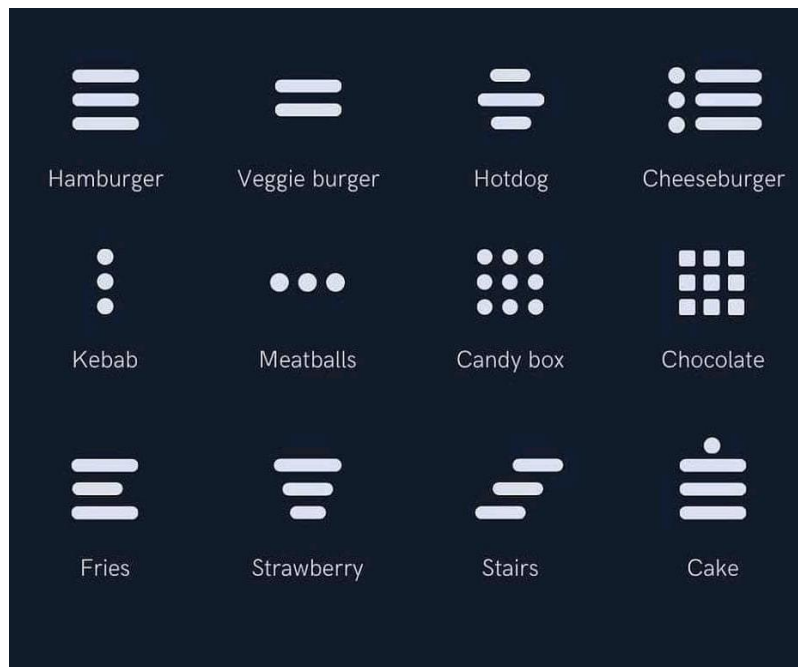 Hamburger
Veggie burger
Hotdog
Cheeseburger
Kebab
Meatballs
Candy box
Chocolate
Fries
Strawberry
Stairs
Cake